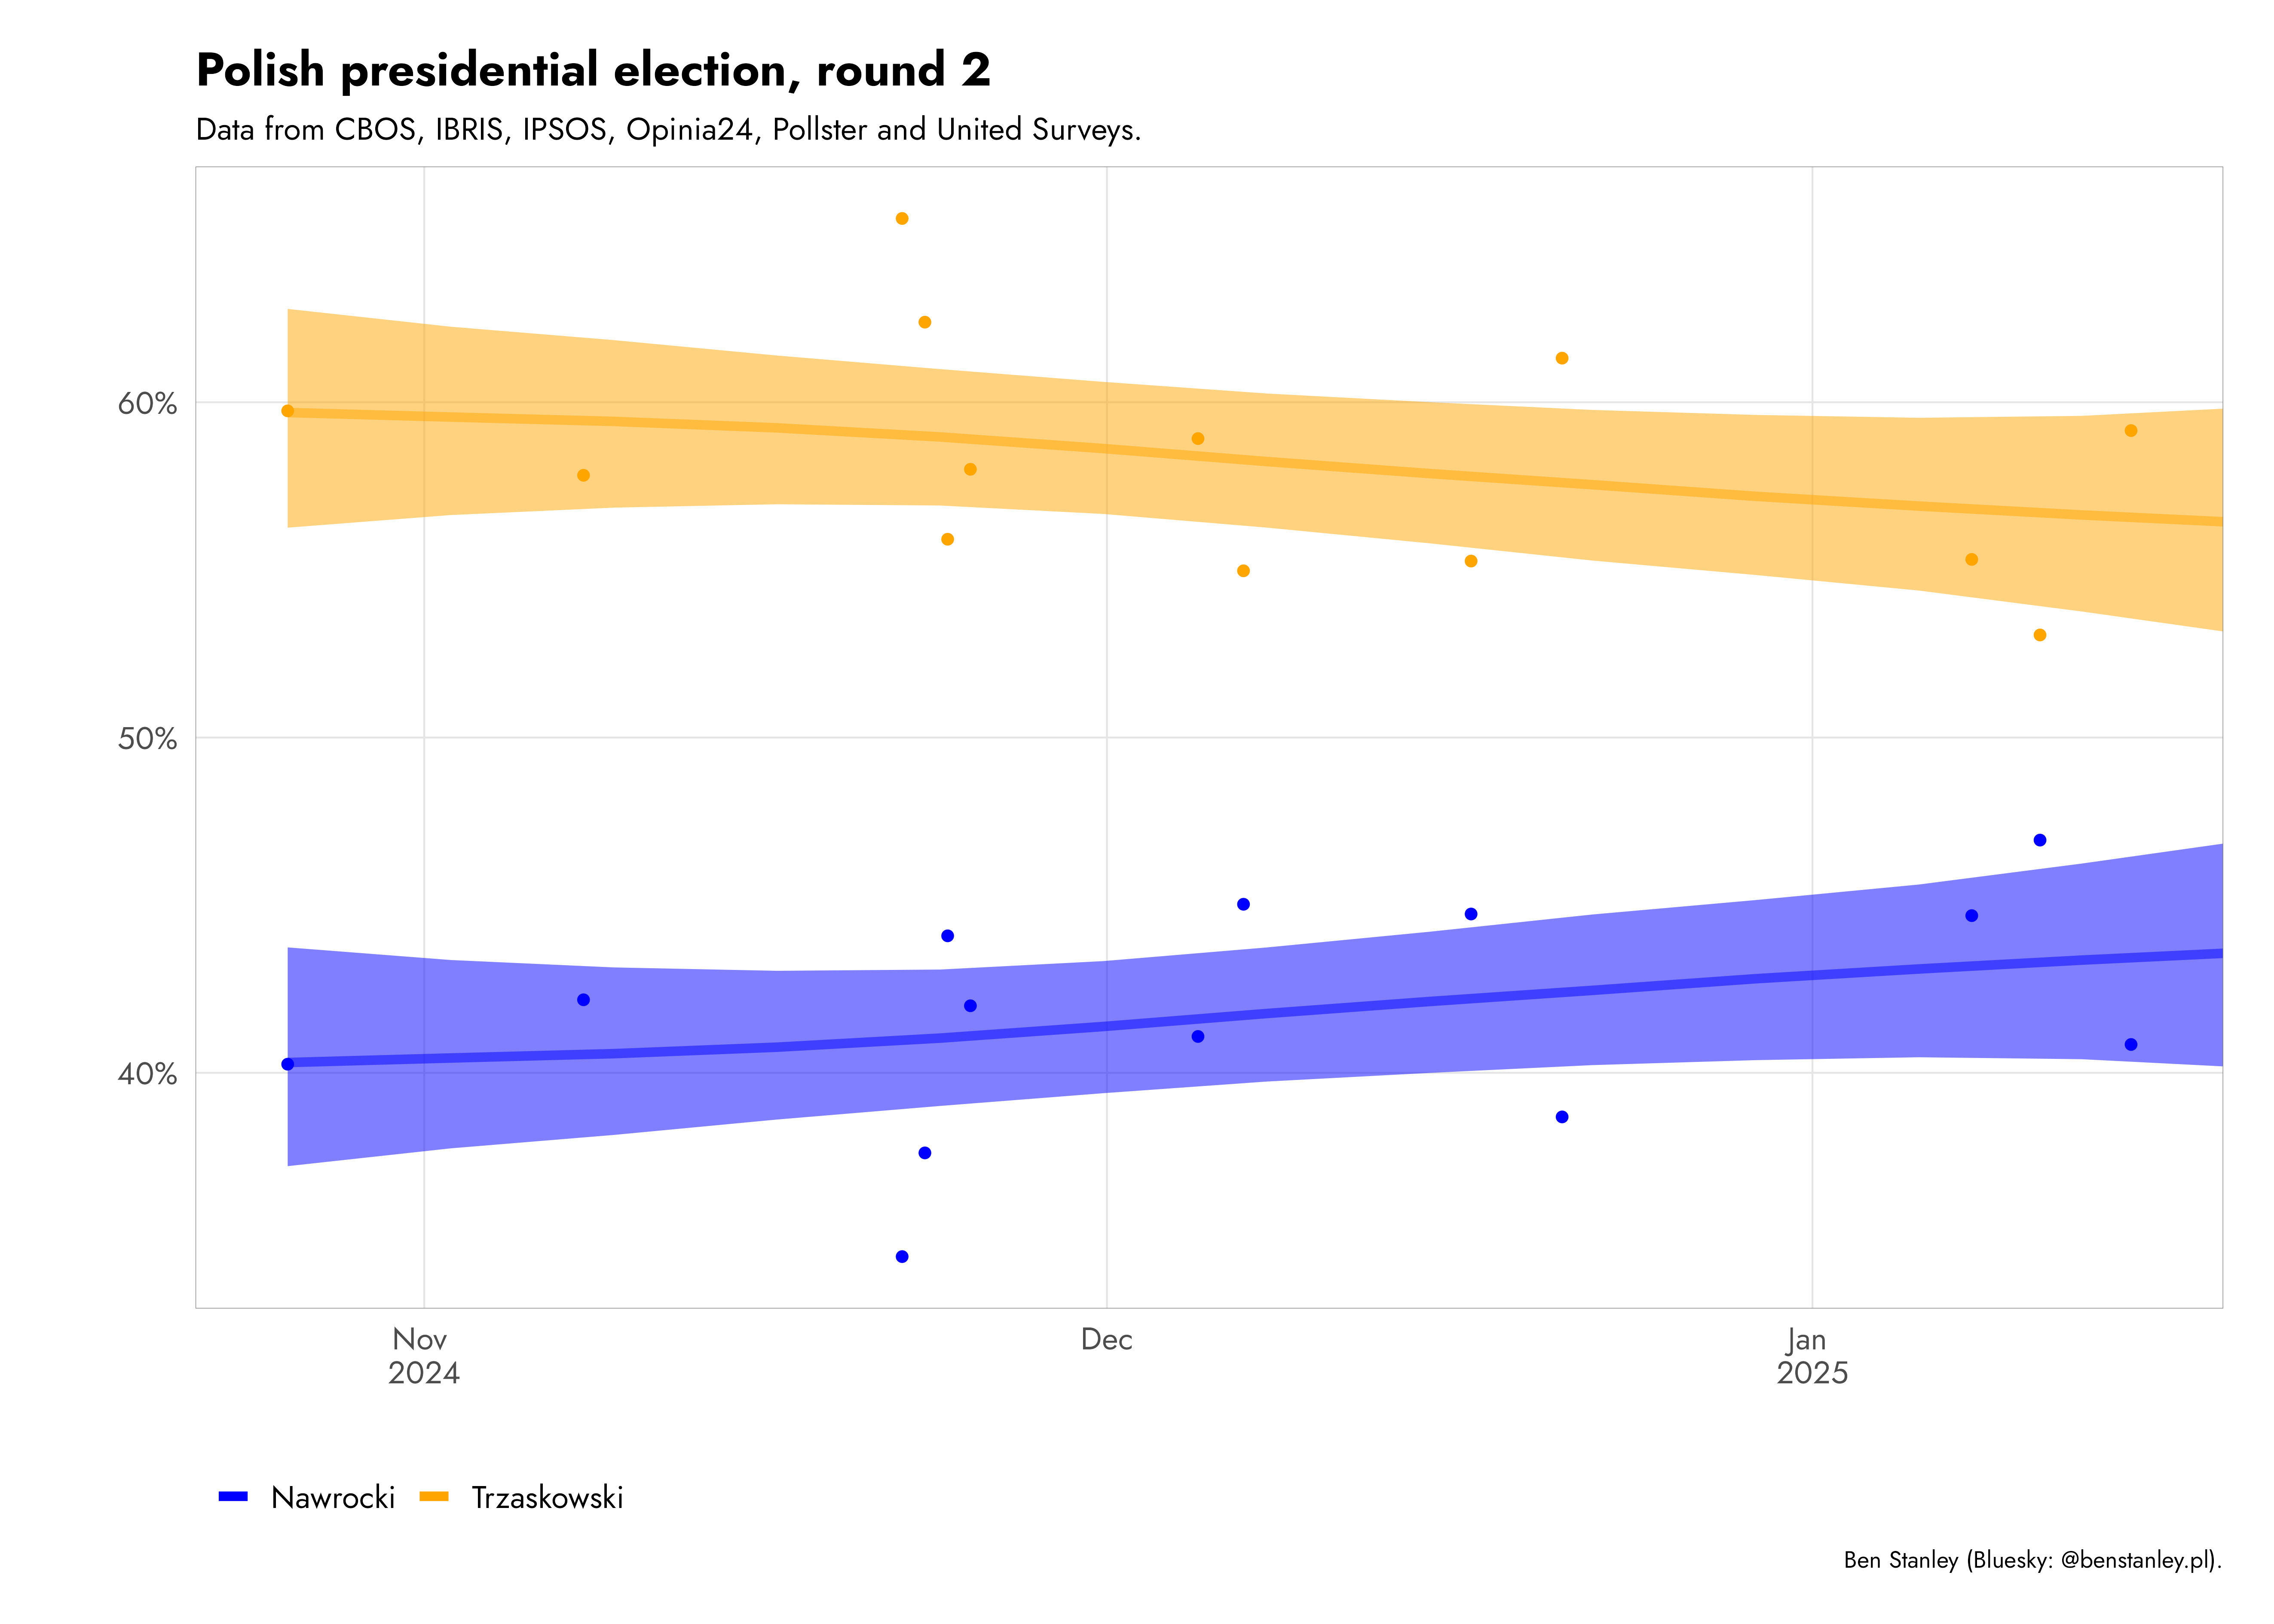 Polish presidential election, round 2
Data from CBOS, IBRIS, IPSOS, Opinia24, Pollster and United Surveys.
60%
50%
40%
Nov
2024
Dec
Jan
2025
Nawrocki
Trzaskowski
Ben Stanley (Bluesky: @benstanley.pl).